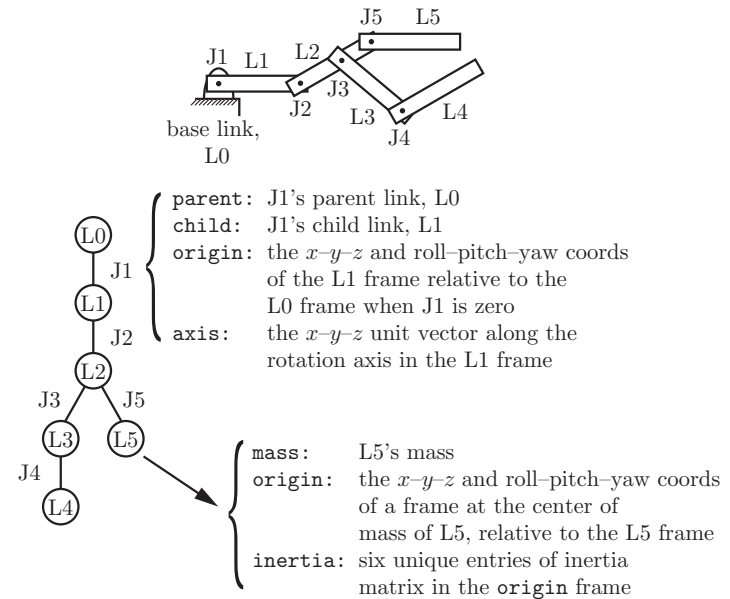 J5 L5
J1 L1 L2
J2 J3 L3 J4 L4
base link,
L0
parent: J1's parent link, L0
child: J1's child link, L1
origin: the x–y–z and roll–pitch–yaw coords
of the L1 frame relative to the
L0 frame when J1 is zero
axis: the x–y–z unit vector along the
rotation axis in the L1 frame
L0
J1
L1
J2
L2
J3 J5
L3 L5
J4
L4
mass: L5's mass
origin: the x–y–z and roll–pitch–yaw coords
of a frame at the center of
mass of L5, relative to the L5 frame
inertia: six unique entries of inertia
matrix in the origin frame